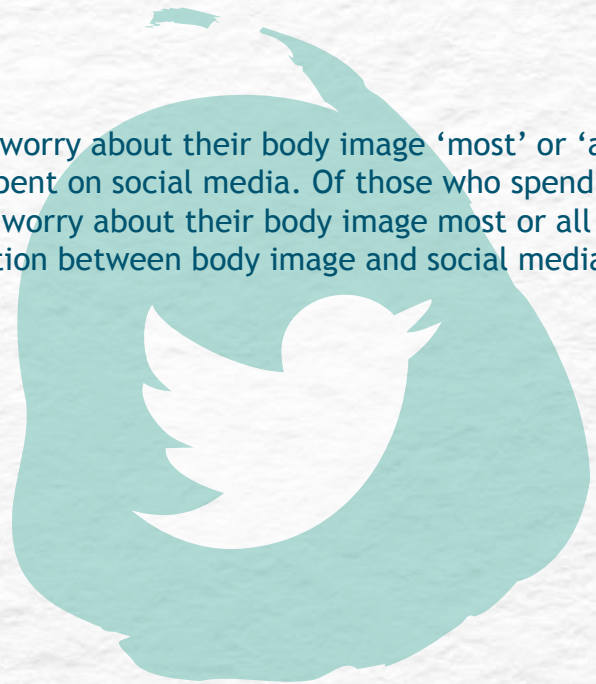 worry about their body image ‘most’ or ‘a
pent on social media. Of those who spend
worry about their body image most or all
tion between body image and social media